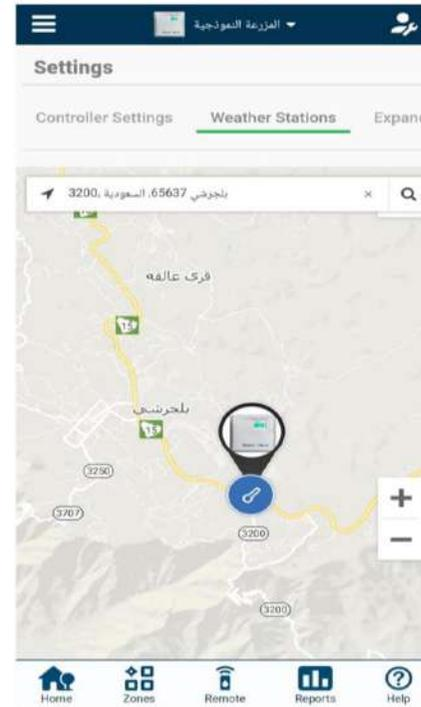 المزرعة النموذجية
Settings
Controller Settings Weather Stations Expan
بلجرشي 65637، السعودية ,3200
قرى عالقه
بلجرشي
3250
3707
3200
3200
Home Zones Remote Reports Help